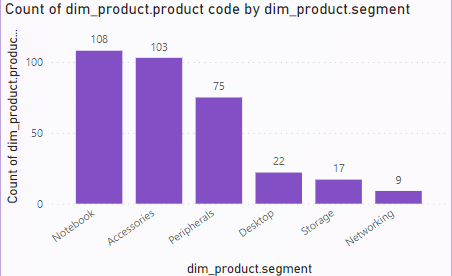 Count of dim_product.product code by dim_product.segment
Count of dim_product.produc...
100
50
0
108
103
75
22
17
9
Notebook
Accessories
Peripherals
Desktop
Storage
Networking
dim_product.segment